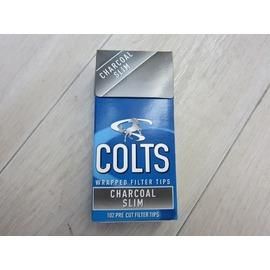 CHARCOAL
SLIM
COLTS
WRAPPED FILTER TIPS
CHARCOAL
SLIM
102 PRE CUT FILTER TIPS